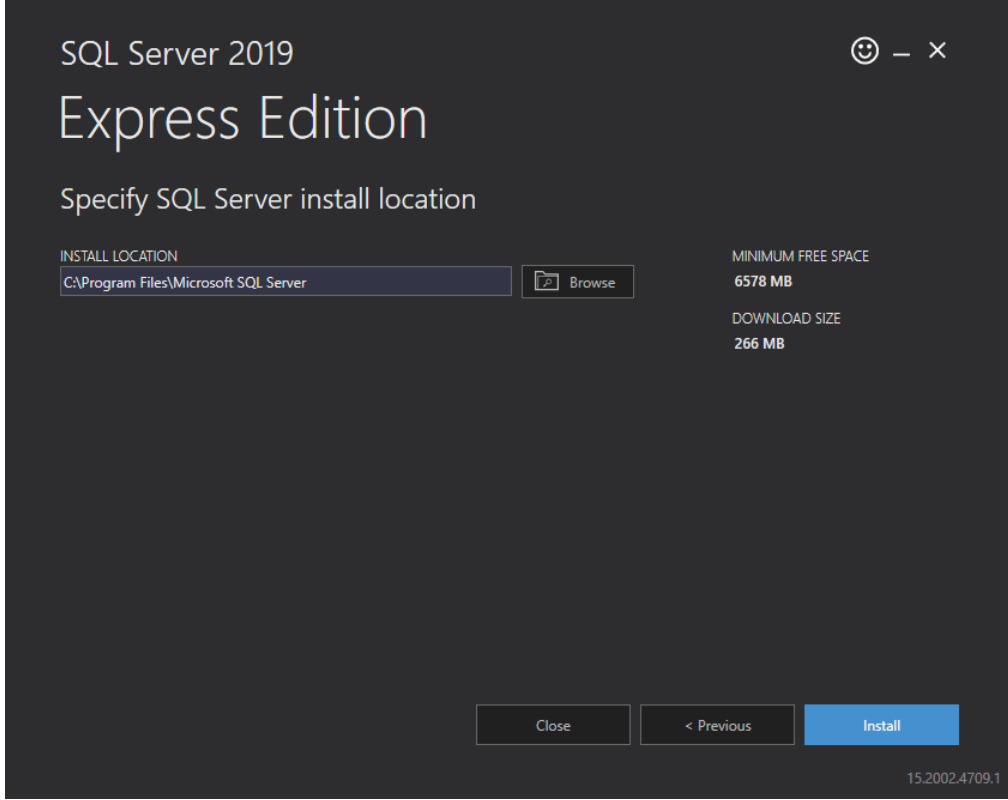 SQL Server 2019
Express Edition
Specify SQL Server install location
INSTALL LOCATION
C:\Program Files\Microsoft SQL Server
Browse
MINIMUM FREE SPACE
6578 MB
DOWNLOAD SIZE
266 MB
Close
< Previous
Install
15.2002.4709.1